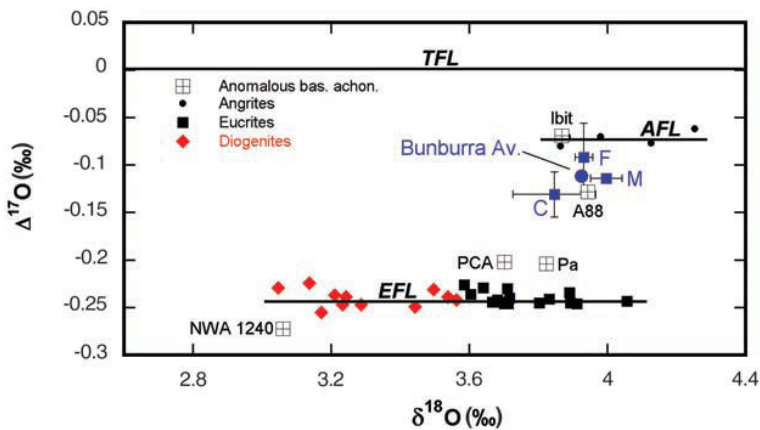 0.05
0
-0.05
-0.1
-0.15
-0.2
-0.25
-0.3
Δ¹⁷O (‰)
TFL
Anomalous bas. achon.
Angrites
Eucrites
Diogenites
Ibit
AFL
Bunburra Av.
F
M
C
A88
PCA
Pa
EFL
NWA 1240
2.8 3.2 3.6 4 4.4
δ¹⁸O (‰)